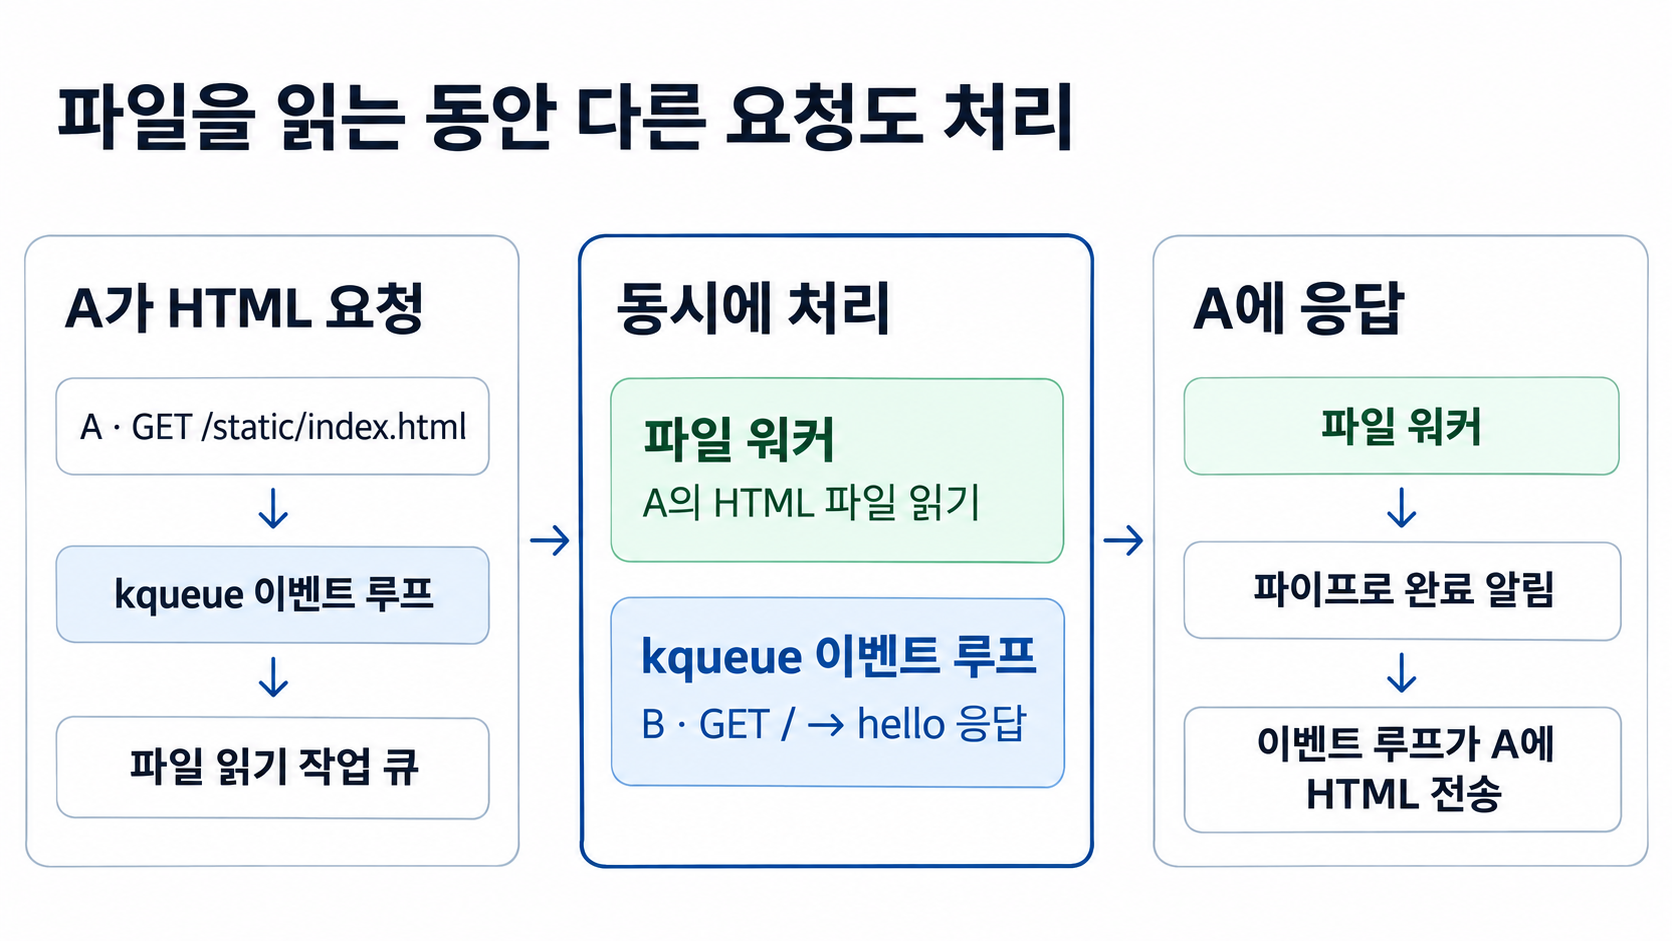 파일을 읽는 동안 다른 요청도 처리
A가 HTML 요청
A · GET /static/index.html
↓
kqueue 이벤트 루프
↓
파일 읽기 작업 큐
→
동시에 처리
파일 워커
A의 HTML 파일 읽기
kqueue 이벤트 루프
B · GET / → hello 응답
→
A에 응답
파일 워커
↓
파이프로 완료 알림
↓
이벤트 루프가 A에
HTML 전송